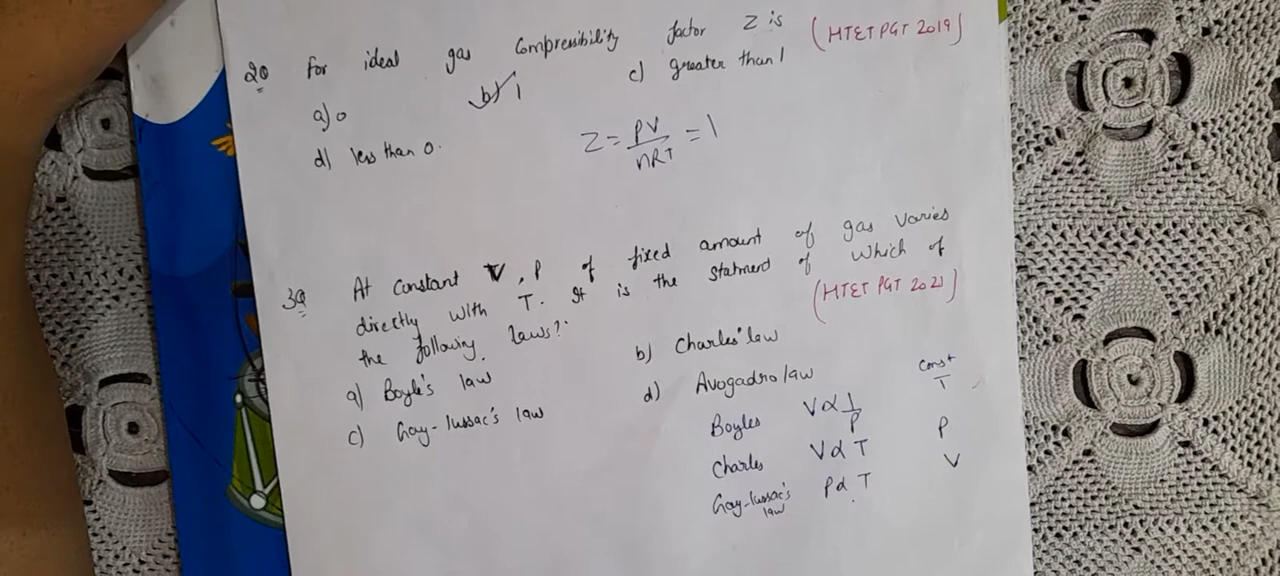 2Q For ideal gas Compressibility factor Z is (HTET PGT 2019)
a) 0 b) 1 c) greater than 1
d) less than 0.
Z = PV/nRT = 1
3Q At constant V, P of fixed amount of gas varies
directly with T. It is the statment of which of
the following laws? (HTET PGT 2021)
a) Boyle's law b) Charles' law
c) Gay-lussac's law d) Avogadro law
Const
Boyles V ∝ 1/P T
Charles V ∝ T P
Gay-lussac's law P ∝ T V